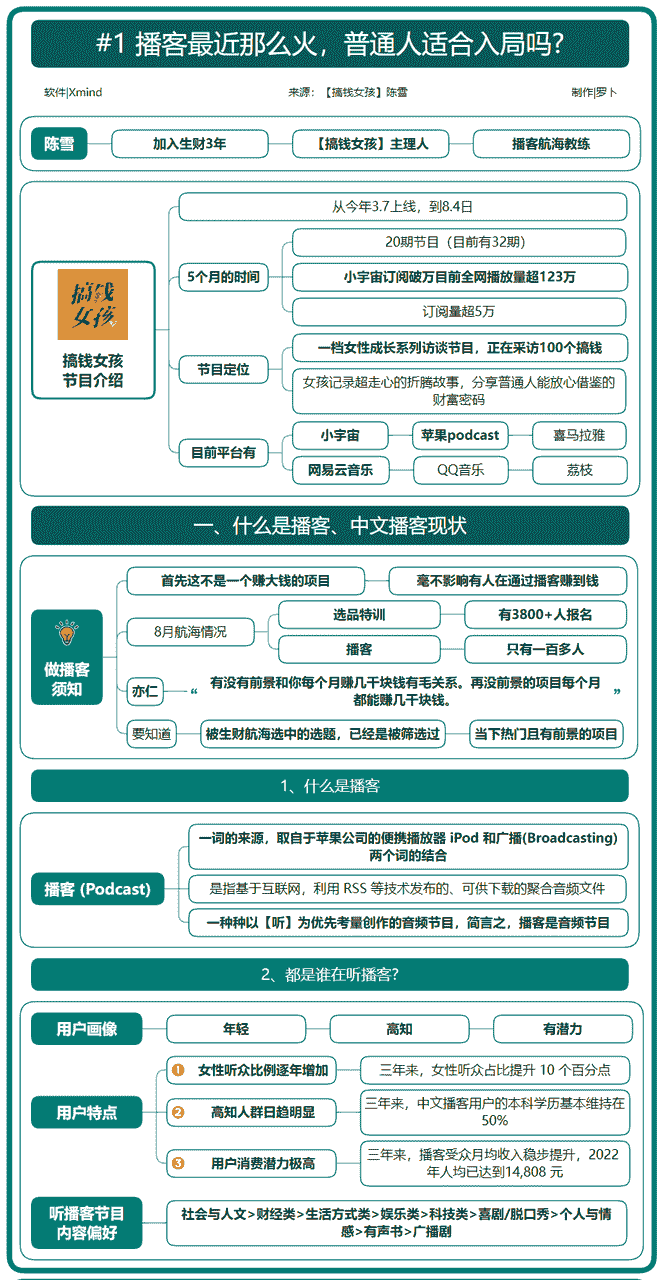 #1 播客最近那么火，普通人适合入局吗?
软件|Xmind
来源：【搞钱女孩】陈雪
制作|罗卜
陈雪
加入生财3年
【搞钱女孩】主理人
播客航海教练
搞钱
女孩
搞钱女孩
节目介绍
从今年3.7上线，到8.4日
5个月的时间
20期节目（目前有32期）
小宇宙订阅破万目前全网播放量超123万
订阅量超5万
节目定位
一档女性成长系列访谈节目，正在采访100个搞钱
女孩记录超走心的折腾故事，分享普通人能放心借鉴的
财富密码
目前平台有
小宇宙
苹果podcast
喜马拉雅
网易云音乐
QQ音乐
荔枝
一、什么是播客、中文播客现状
做播客
须知
首先这不是一个赚大钱的项目
毫不影响有人在通过播客赚到钱
8月航海情况
选品特训
有3800+人报名
播客
只有一百多人
亦仁
“ 有没有前景和你每个月赚几千块钱有毛关系。再没前景的项目每个月
都能赚几千块钱。 ”
要知道
被生财航海选中的选题，已经是被筛选过
当下热门且有前景的项目
1、什么是播客
播客 (Podcast)
一词的来源，取自于苹果公司的便携播放器 iPod 和广播(Broadcasting)
两个词的结合
是指基于互联网，利用 RSS 等技术发布的、可供下载的聚合音频文件
一种种以【听】为优先考量创作的音频节目，简言之，播客是音频节目
2、都是谁在听播客?
用户画像
年轻
高知
有潜力
用户特点
1 女性听众比例逐年增加
三年来，女性听众占比提升 10 个百分点
2 高知人群日趋明显
三年来，中文播客用户的本科学历基本维持在
50%
3 用户消费潜力极高
三年来，播客受众月均收入稳步提升，2022
年人均已达到14,808 元
听播客节目
内容偏好
社会与人文>财经类>生活方式类>娱乐类>科技类>喜剧/脱口秀>个人与情
感>有声书>广播剧